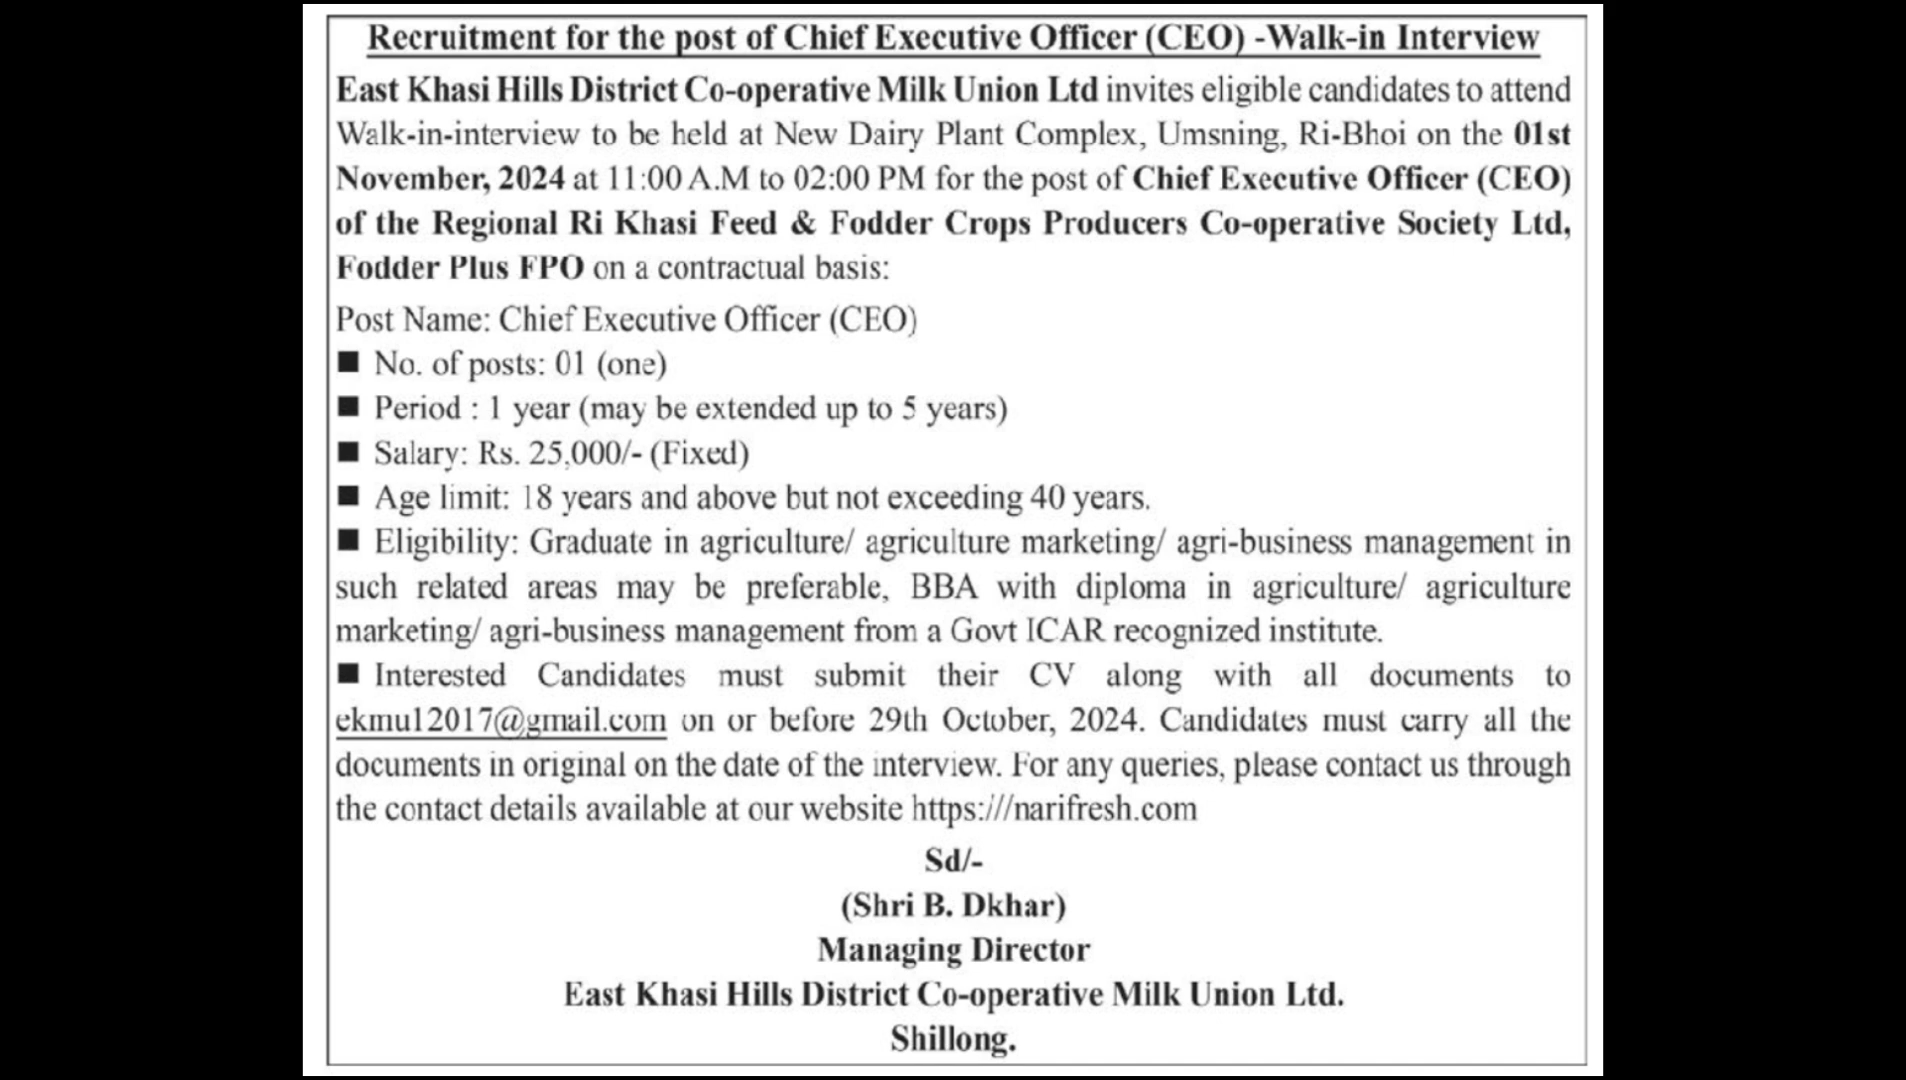 Recruitment for the post of Chief Executive Officer (CEO) -Walk-in Interview
East Khasi Hills District Co-operative Milk Union Ltd invites eligible candidates to attend
Walk-in-interview to be held at New Dairy Plant Complex, Umsning, Ri-Bhoi on the 01st
November, 2024 at 11:00 A.M to 02:00 PM for the post of Chief Executive Officer (CEO)
of the Regional Ri Khasi Feed & Fodder Crops Producers Co-operative Society Ltd,
Fodder Plus FPO on a contractual basis:
Post Name: Chief Executive Officer (CEO)
■ No. of posts: 01 (one)
■ Period : 1 year (may be extended up to 5 years)
■ Salary: Rs. 25,000/- (Fixed)
■ Age limit: 18 years and above but not exceeding 40 years.
■ Eligibility: Graduate in agriculture/ agriculture marketing/ agri-business management in
such related areas may be preferable, BBA with diploma in agriculture/ agriculture
marketing/ agri-business management from a Govt ICAR recognized institute.
■ Interested Candidates must submit their CV along with all documents to
ekmu12017@gmail.com on or before 29th October, 2024. Candidates must carry all the
documents in original on the date of the interview. For any queries, please contact us through
the contact details available at our website https:///narifresh.com
Sd/-
(Shri B. Dkhar)
Managing Director
East Khasi Hills District Co-operative Milk Union Ltd.
Shillong.